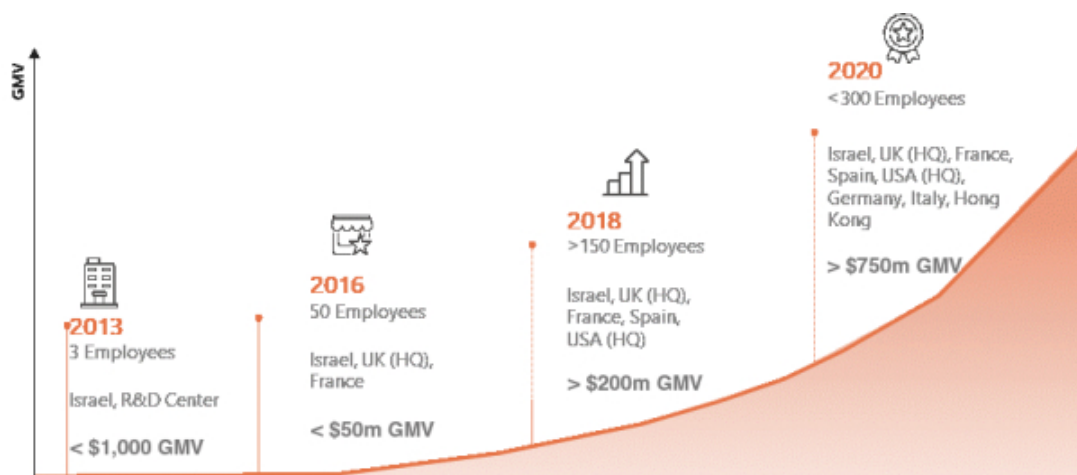 GMV
2013
3 Employees
Israel, R&D Center
< $1,000 GMV
2016
50 Employees
Israel, UK (HQ),
France
< $50m GMV
2018
>150 Employees
Israel, UK (HQ),
France, Spain,
USA (HQ)
> $200m GMV
2020
<300 Employees
Israel, UK (HQ), France,
Spain, USA (HQ),
Germany, Italy, Hong
Kong
> $750m GMV